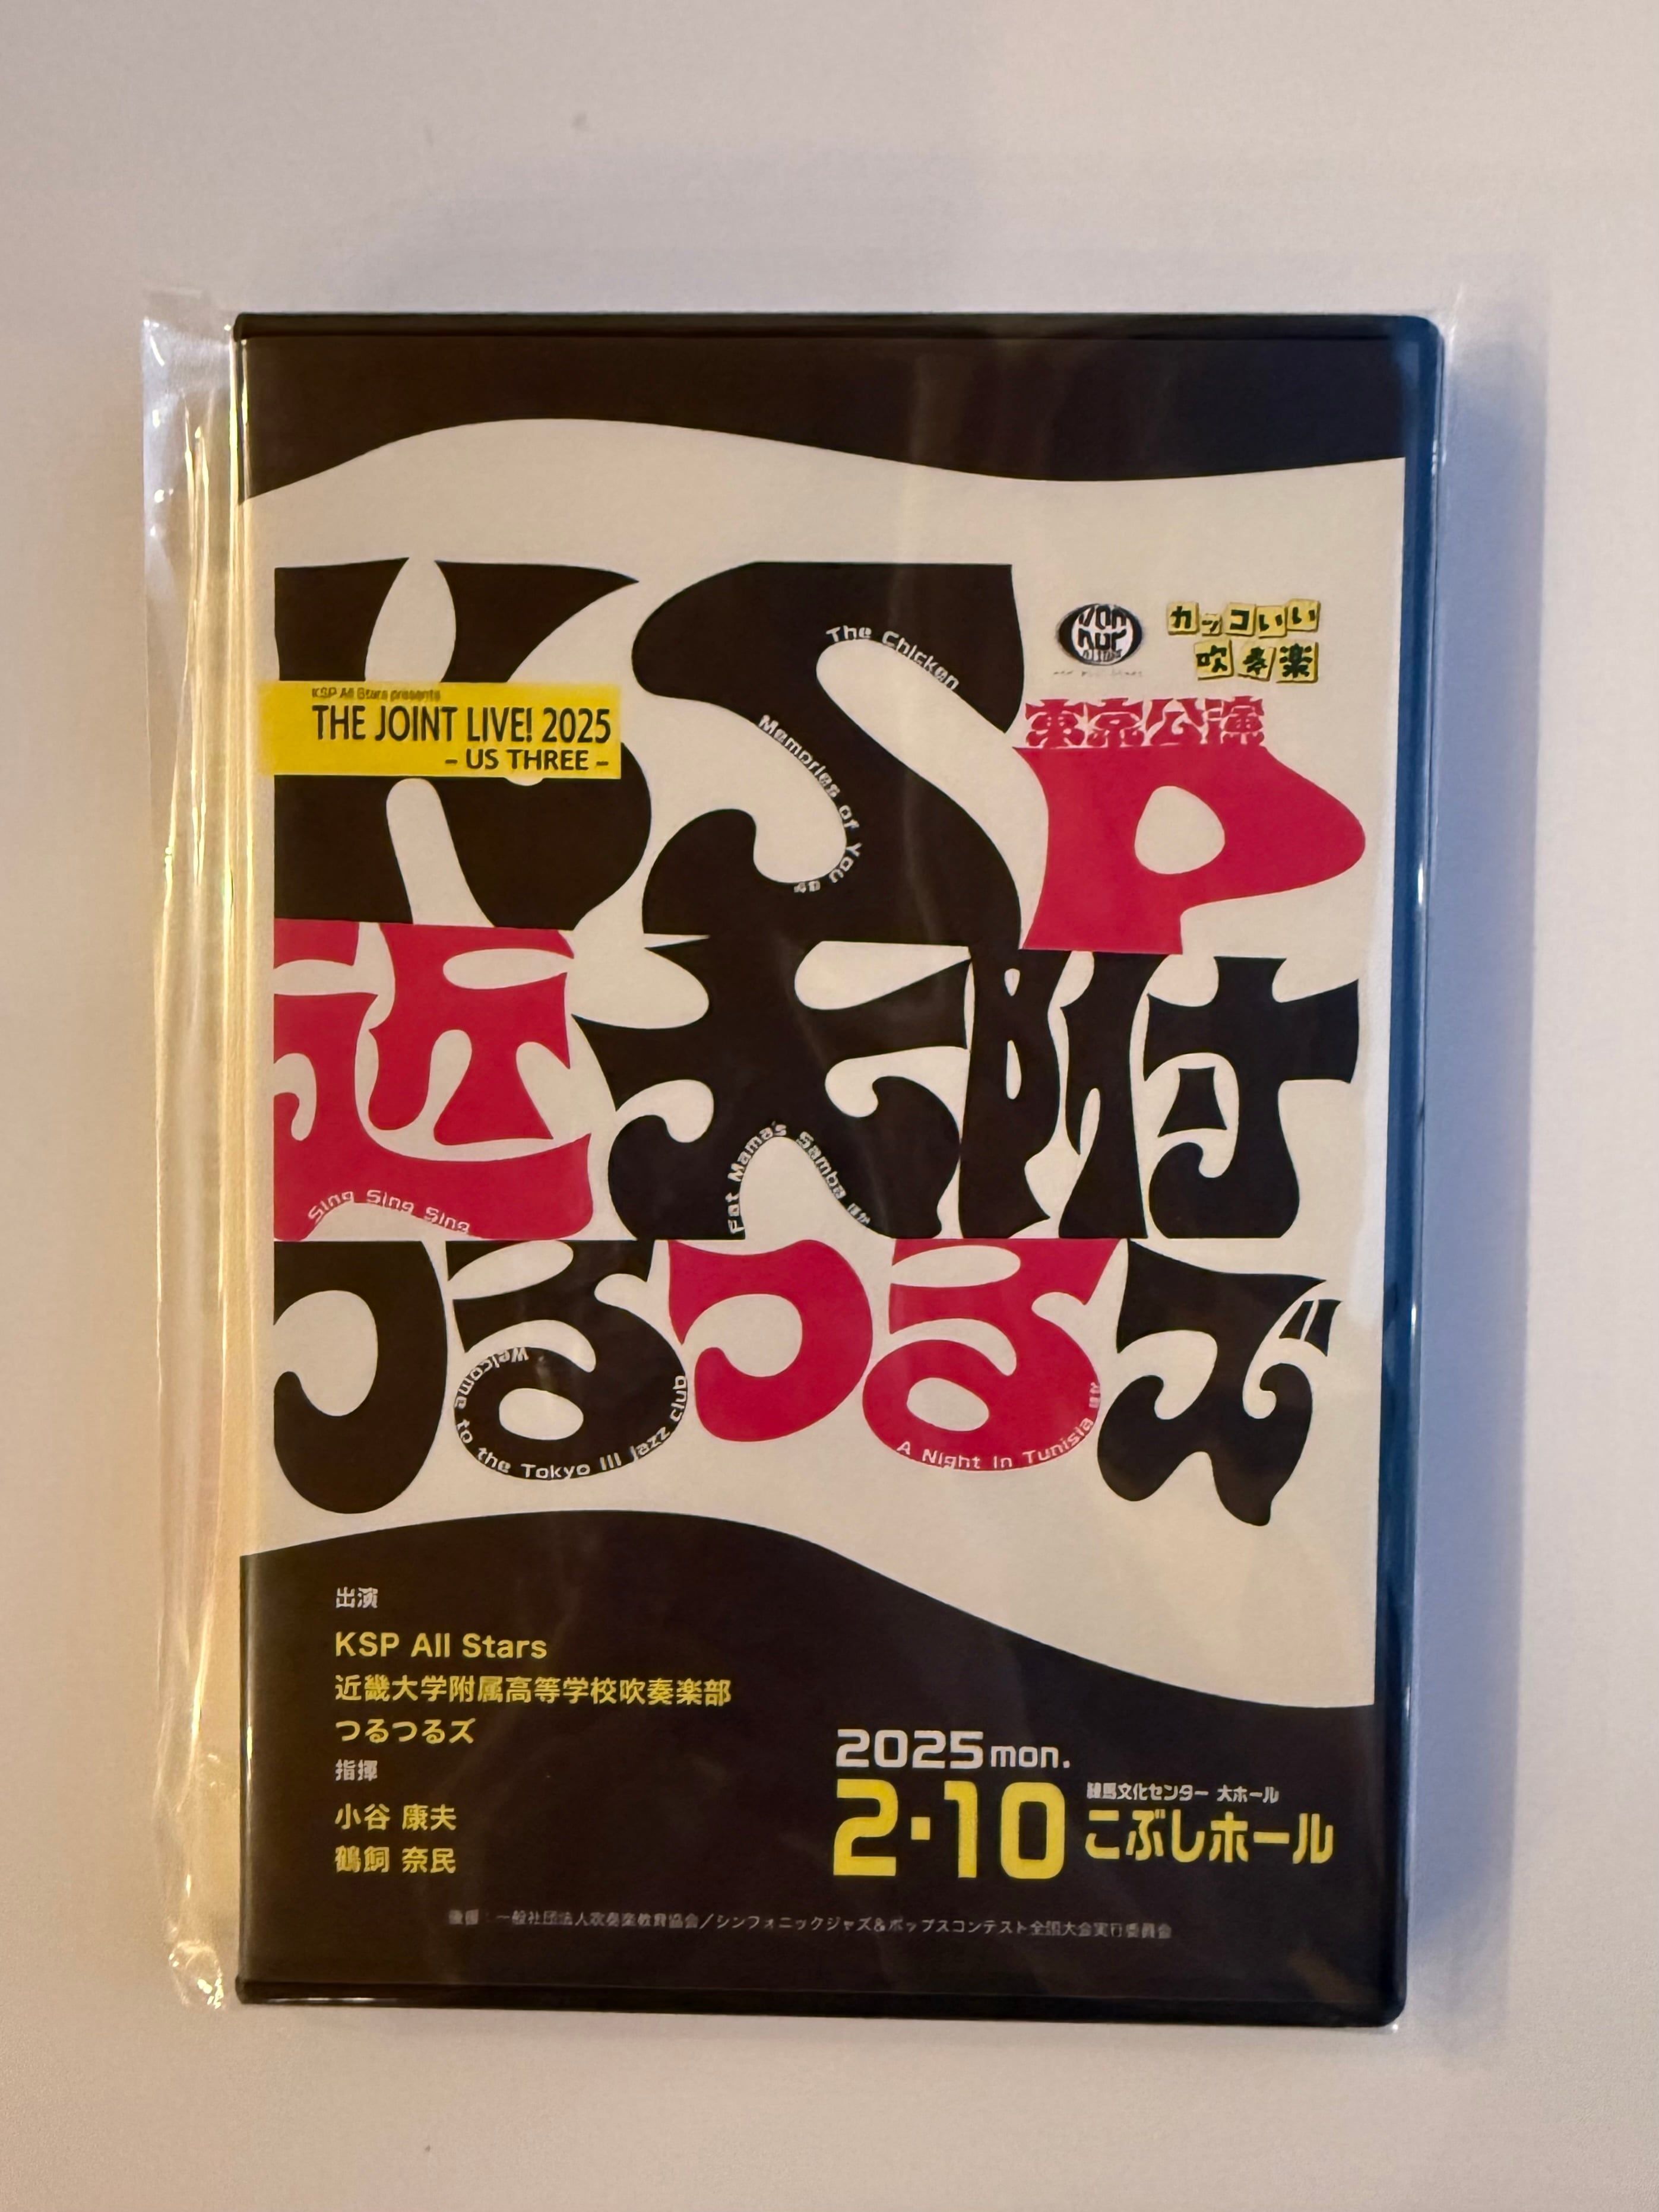 KSP
The Chicken
Memories of You ほか
カッコいい
吹奏楽
東京公演
KSP All Stars presents
THE JOINT LIVE! 2025
– US THREE –
近大附
Sing Sing Sing
Fat Mama's Samba ほか
つるつるズ
Welcome to the Tokyo III Jazz club
A Night In Tunisia ほか
出演
KSP All Stars
近畿大学附属高等学校吹奏楽部
つるつるズ
指揮
小谷 康夫
鶴飼 奈民
2025 mon.
2・10
練馬文化センター 大ホール
こぶしホール
後援:一般社団法人吹奏楽教育協会／シンフォニックジャズ&ポップスコンテスト全国大会実行委員会